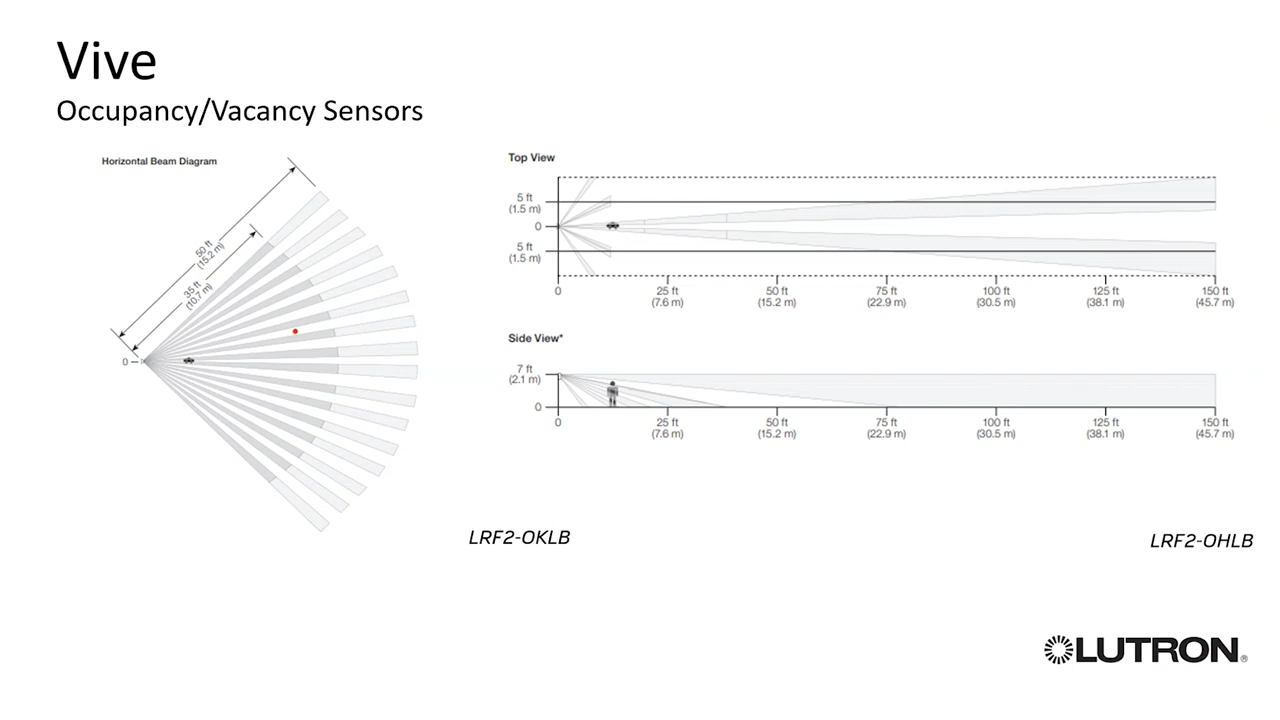 Vive
Occupancy/Vacancy Sensors
Horizontal Beam Diagram
50 ft
(15.2 m)
35 ft
(10.7 m)
0
Top View
5 ft
(1.5 m)
0
5 ft
(1.5 m)
0
25 ft
(7.6 m)
50 ft
(15.2 m)
75 ft
(22.9 m)
100 ft
(30.5 m)
125 ft
(38.1 m)
150 ft
(45.7 m)
Side View*
7 ft
(2.1 m)
0
0
25 ft
(7.6 m)
50 ft
(15.2 m)
75 ft
(22.9 m)
100 ft
(30.5 m)
125 ft
(38.1 m)
150 ft
(45.7 m)
LRF2-OKLB
LRF2-OHLB
LUTRON®